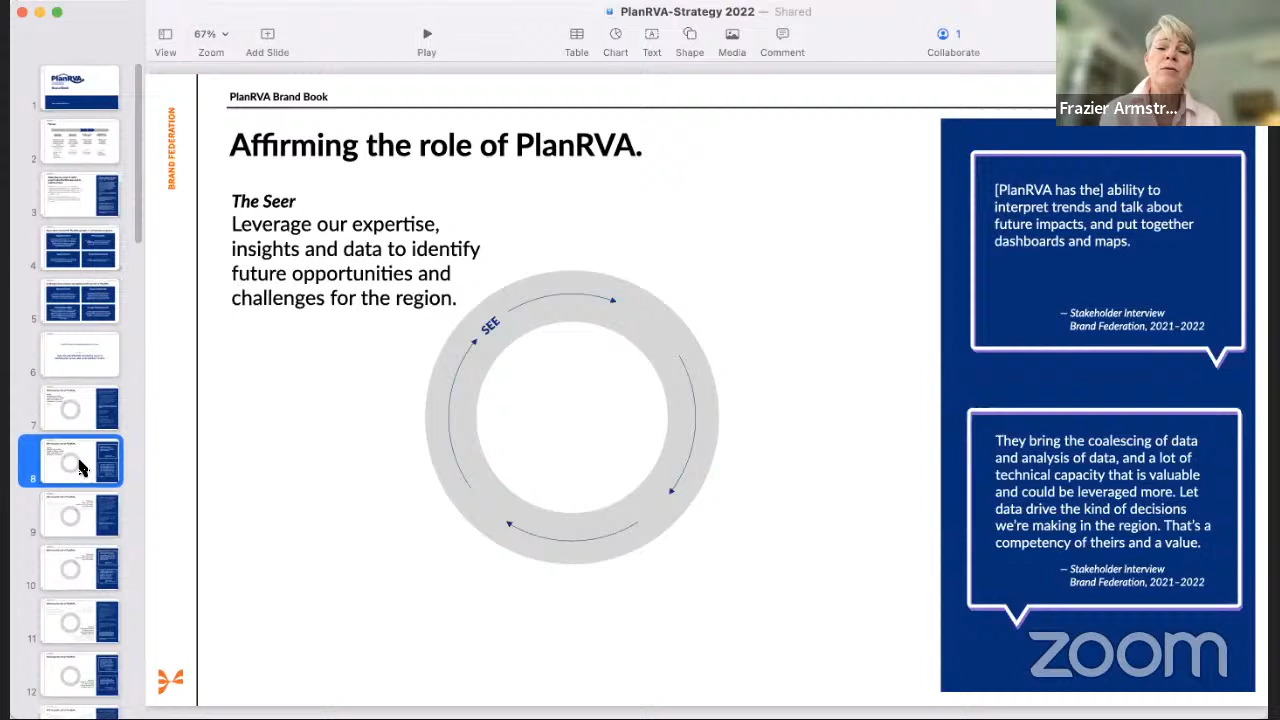 PlanRVA-Strategy 2022 — Shared
67%
1
View
Zoom
Add Slide
Play
Table
Chart
Text
Shape
Media
Comment
Collaborate
Frazier Armstr...
PlanRVA
1
2
3
4
5
6
7
8
9
10
11
12
BRAND FEDERATION
PlanRVA Brand Book
Affirming the role of PlanRVA.
The Seer
Leverage our expertise,
insights and data to identify
future opportunities and
challenges for the region.
SEE
[PlanRVA has the] ability to
interpret trends and talk about
future impacts, and put together
dashboards and maps.
— Stakeholder Interview
Brand Federation, 2021–2022
They bring the coalescing of data
and analysis of data, and a lot of
technical capacity that is valuable
and could be leveraged more. Let
data drive the kind of decisions
we're making in the region. That's a
competency of theirs and a value.
— Stakeholder Interview
Brand Federation, 2021–2022
zoom